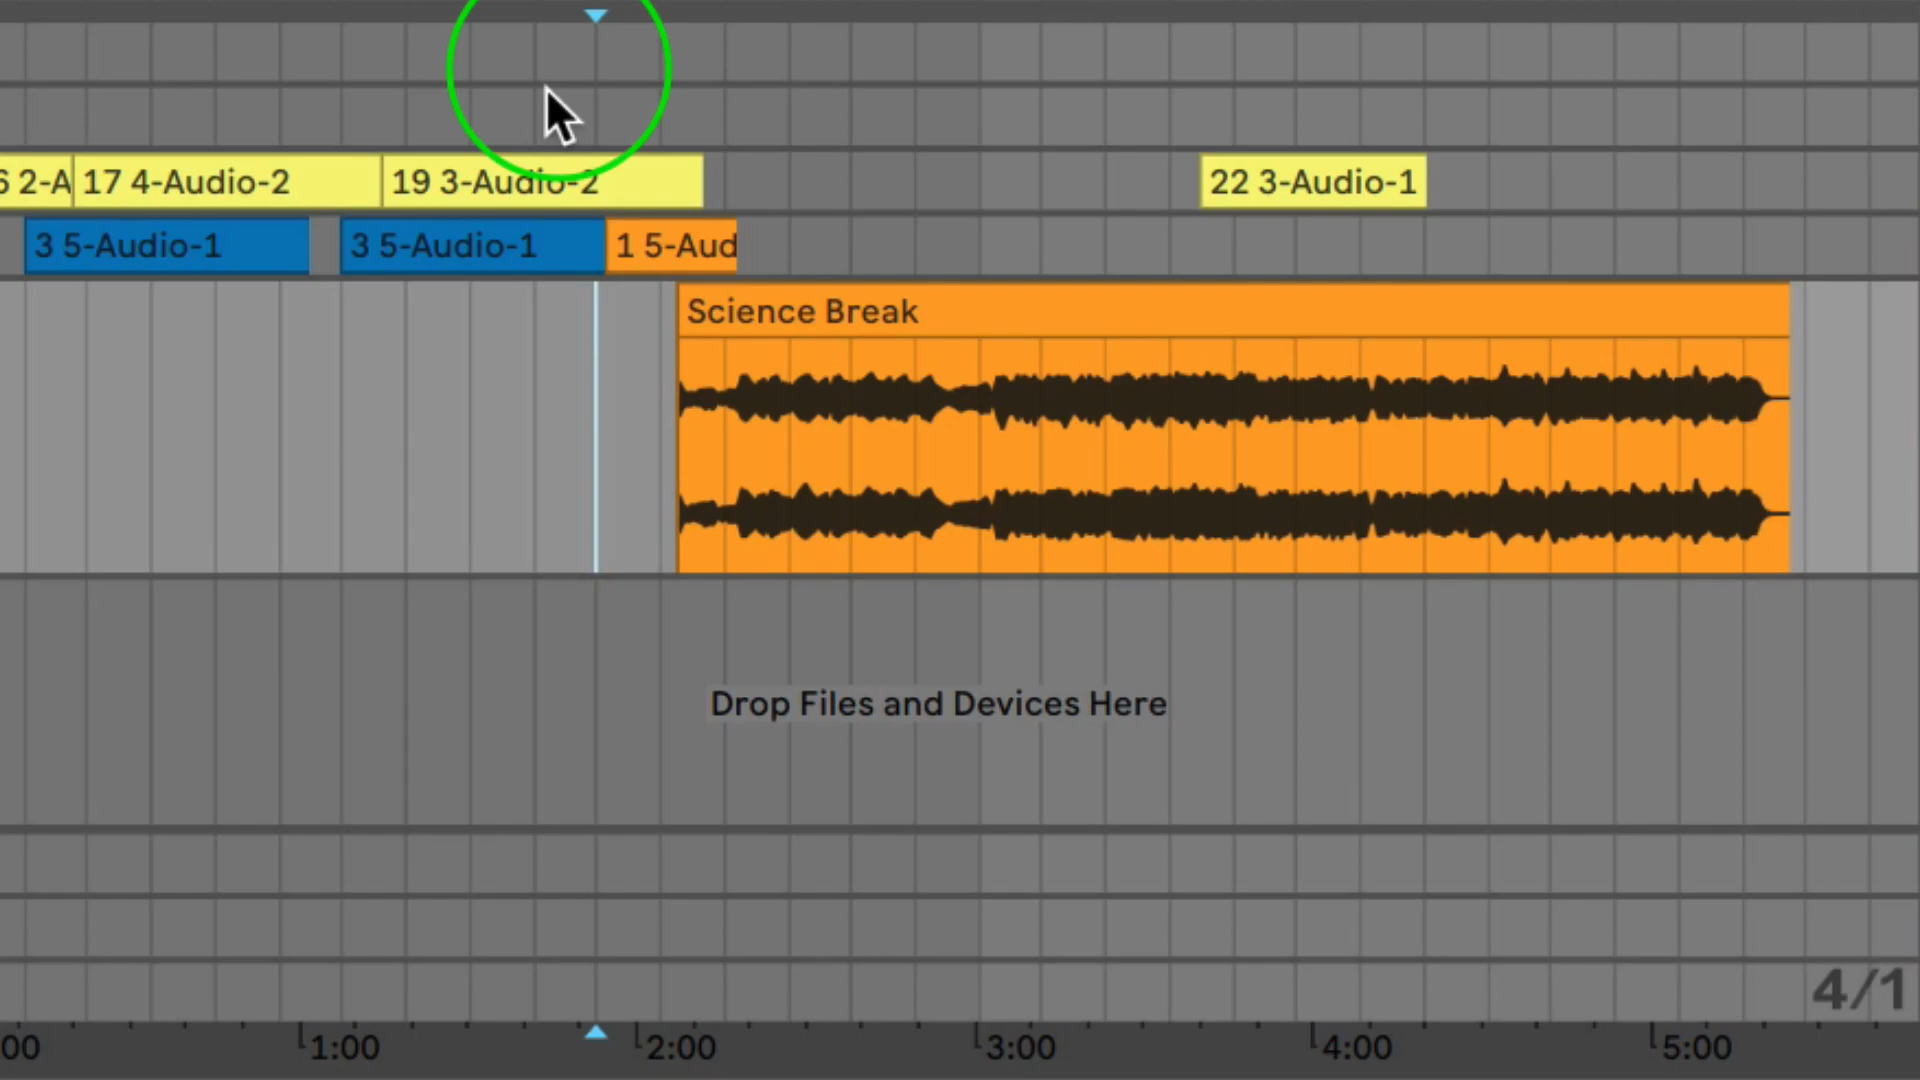 6 2-A 17 4-Audio-2 19 3-Audio-2 22 3-Audio-1
3 5-Audio-1 3 5-Audio-1 1 5-Aud
Science Break
Drop Files and Devices Here
4/1
00 1:00 2:00 3:00 4:00 5:00